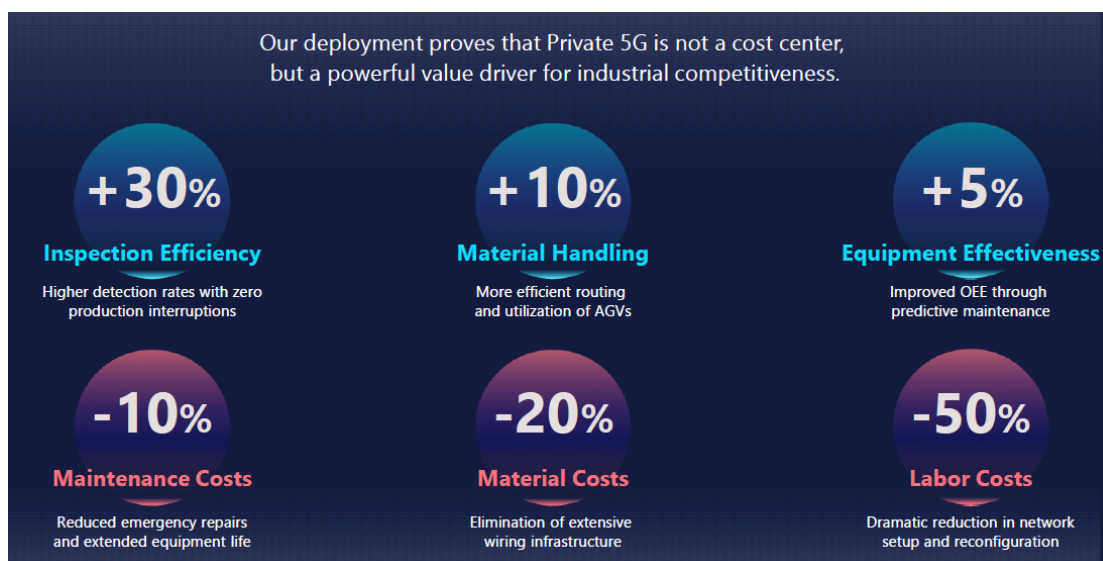 Our deployment proves that Private 5G is not a cost center,
but a powerful value driver for industrial competitiveness.
+30%
Inspection Efficiency
Higher detection rates with zero
production interruptions
+10%
Material Handling
More efficient routing
and utilization of AGVs
+5%
Equipment Effectiveness
Improved OEE through
predictive maintenance
-10%
Maintenance Costs
Reduced emergency repairs
and extended equipment life
-20%
Material Costs
Elimination of extensive
wiring infrastructure
-50%
Labor Costs
Dramatic reduction in network
setup and reconfiguration